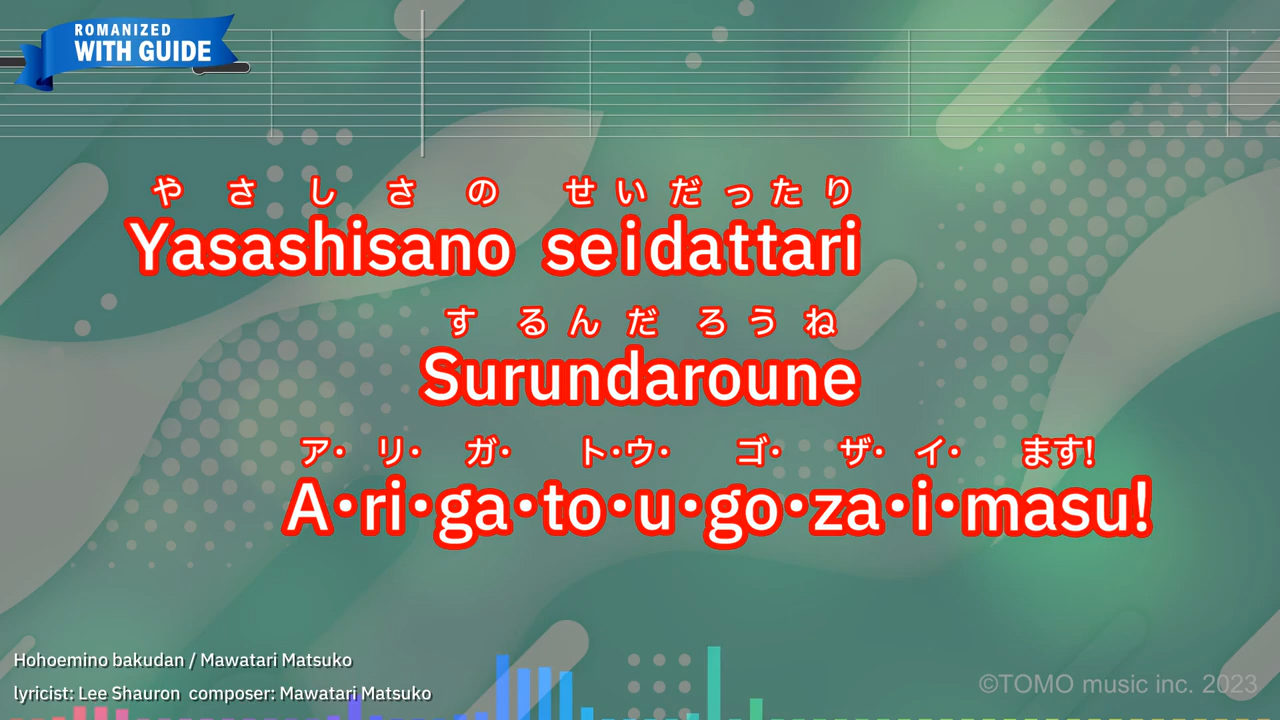 ROMANIZED
WITH GUIDE
や さ し さ の せ い だ っ た り
Yasashisano seidattari
す る ん だ ろ う ね
Surundaroune
ア・ リ・ ガ・ ト・ウ・ ゴ・ ザ・ イ・ ます!
A・ri・ga・to・u・go・za・i・masu!
Hohoemino bakudan / Mawatari Matsuko
lyricist: Lee Shauron composer: Mawatari Matsuko
©TOMO music inc. 2023